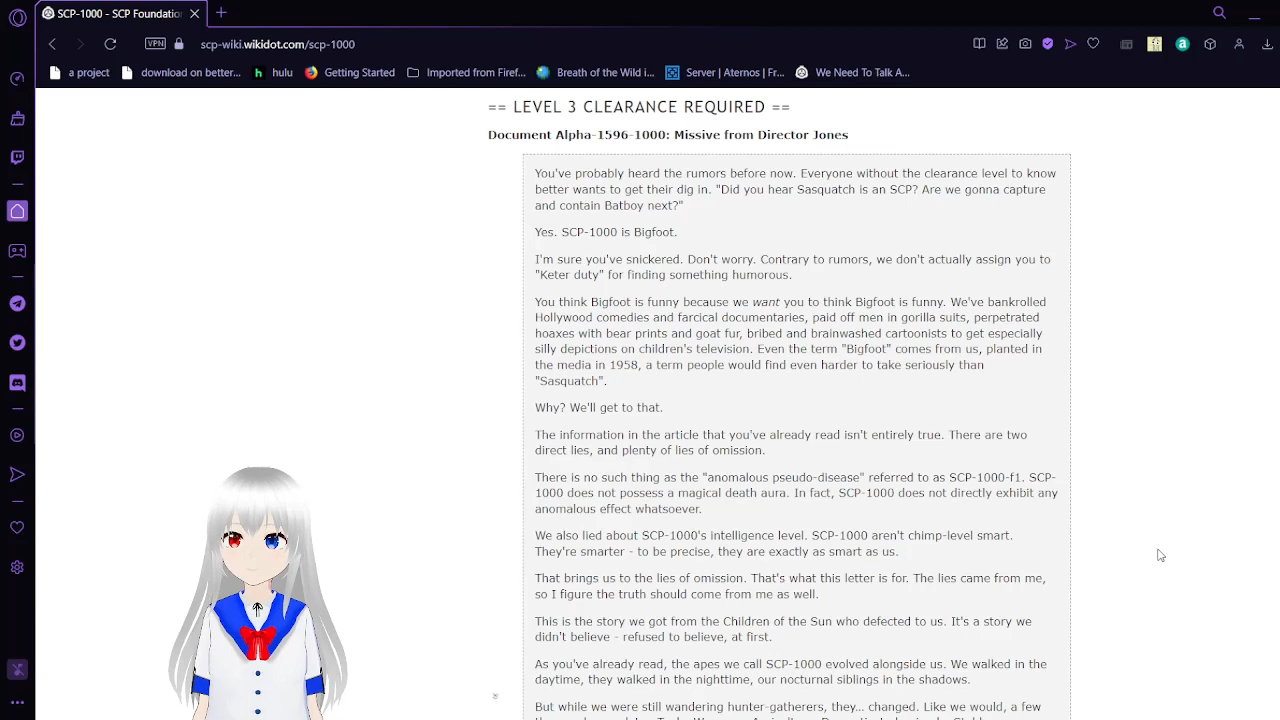 SCP-1000 - SCP Foundation
VPN
scp-wiki.wikidot.com/scp-1000
a project
download on better...
hulu
Getting Started
Imported from Firef...
Breath of the Wild i...
Server | Aternos | Fr...
We Need To Talk A...
== LEVEL 3 CLEARANCE REQUIRED ==
Document Alpha-1596-1000: Missive from Director Jones
You've probably heard the rumors before now. Everyone without the clearance level to know
better wants to get their dig in. "Did you hear Sasquatch is an SCP? Are we gonna capture
and contain Batboy next?"
Yes. SCP-1000 is Bigfoot.
I'm sure you've snickered. Don't worry. Contrary to rumors, we don't actually assign you to
"Keter duty" for finding something humorous.
You think Bigfoot is funny because we want you to think Bigfoot is funny. We've bankrolled
Hollywood comedies and farcical documentaries, paid off men in gorilla suits, perpetrated
hoaxes with bear prints and goat fur, bribed and brainwashed cartoonists to get especially
silly depictions on children's television. Even the term "Bigfoot" comes from us, planted in
the media in 1958, a term people would find even harder to take seriously than
"Sasquatch".
Why? We'll get to that.
The information in the article that you've already read isn't entirely true. There are two
direct lies, and plenty of lies of omission.
There is no such thing as the "anomalous pseudo-disease" referred to as SCP-1000-f1. SCP-
1000 does not possess a magical death aura. In fact, SCP-1000 does not directly exhibit any
anomalous effect whatsoever.
We also lied about SCP-1000's intelligence level. SCP-1000 aren't chimp-level smart.
They're smarter - to be precise, they are exactly as smart as us.
That brings us to the lies of omission. That's what this letter is for. The lies came from me,
so I figure the truth should come from me as well.
This is the story we got from the Children of the Sun who defected to us. It's a story we
didn't believe - refused to believe, at first.
As you've already read, the apes we call SCP-1000 evolved alongside us. We walked in the
daytime, they walked in the nighttime, our nocturnal siblings in the shadows.
But while we were still wandering hunter-gatherers, they... changed. Like we would, a few